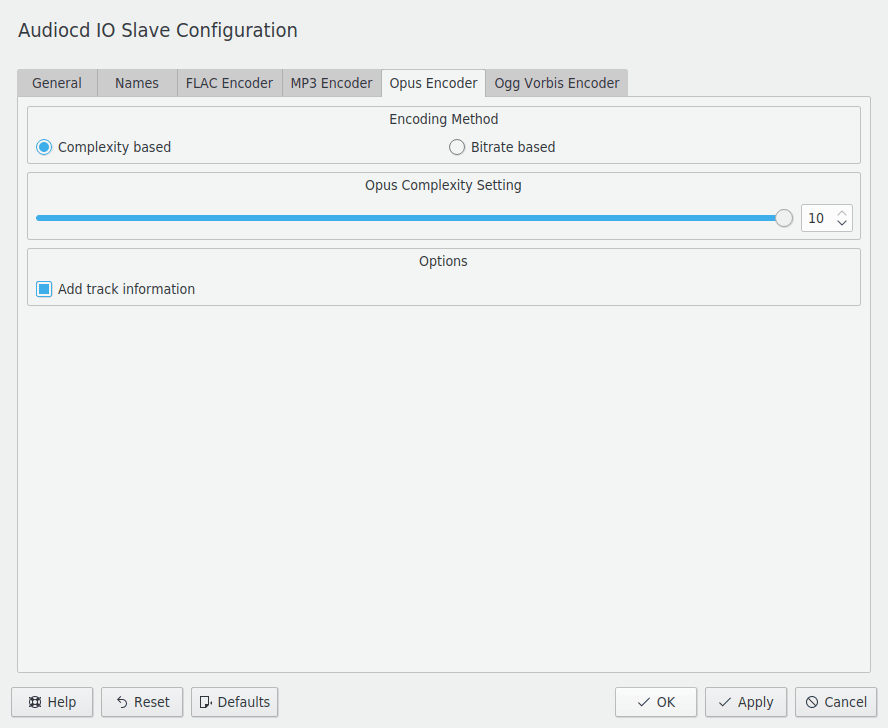 Audiocd IO Slave Configuration
General Names FLAC Encoder MP3 Encoder Opus Encoder Ogg Vorbis Encoder
Encoding Method
Complexity based Bitrate based
Opus Complexity Setting
10
Options
Add track information
Help Reset Defaults OK Apply Cancel